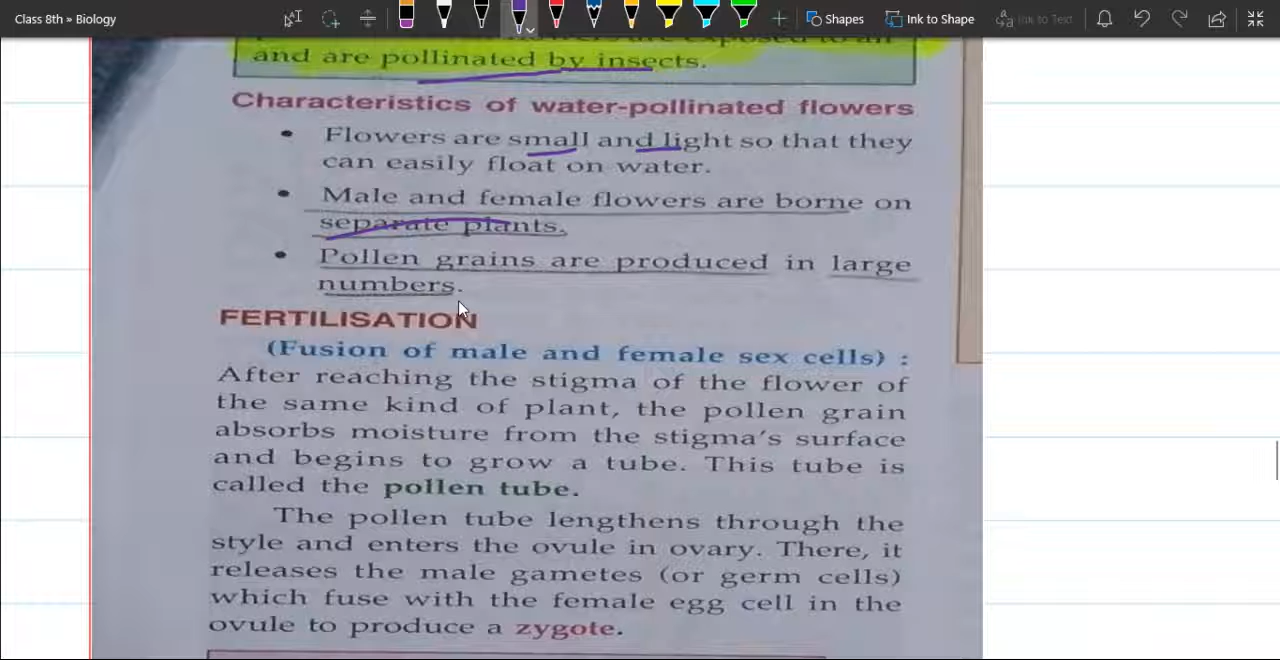 Class 8th » Biology
Shapes
Ink to Shape
Ink to Text
are exposed to air
and are pollinated by insects.
Characteristics of water-pollinated flowers
• Flowers are small and light so that they
can easily float on water.
• Male and female flowers are borne on
separate plants.
• Pollen grains are produced in large
numbers.
FERTILISATION
(Fusion of male and female sex cells) :
After reaching the stigma of the flower of
the same kind of plant, the pollen grain
absorbs moisture from the stigma's surface
and begins to grow a tube. This tube is
called the pollen tube.
The pollen tube lengthens through the
style and enters the ovule in ovary. There, it
releases the male gametes (or germ cells)
which fuse with the female egg cell in the
ovule to produce a zygote.